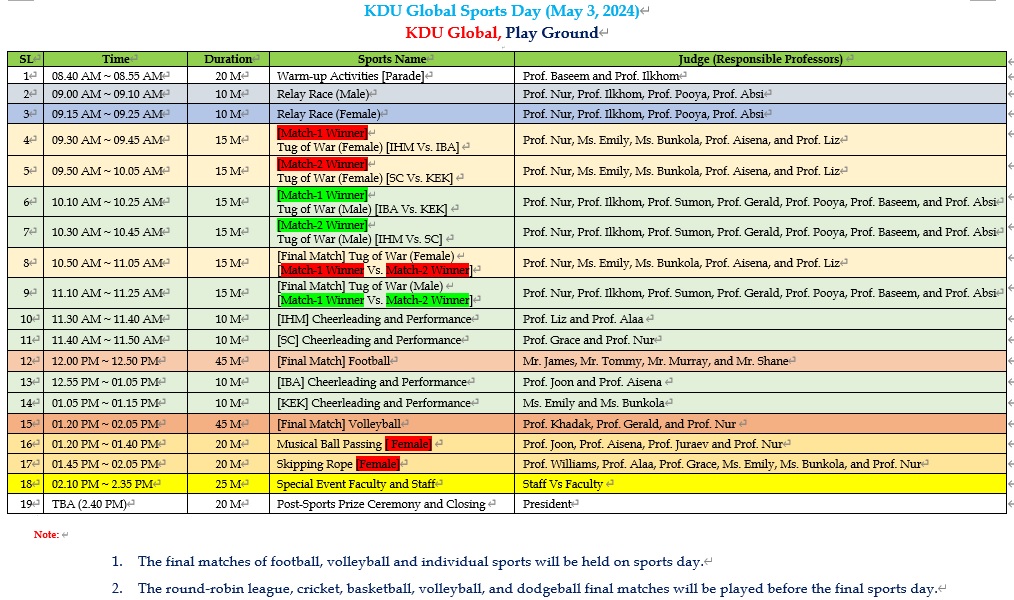 KDU Global Sports Day (May 3, 2024)
KDU Global, Play Ground
SL Time Duration Sports Name Judge (Responsible Professors)
1 08.40 AM ~ 08.55 AM 20 M Warm-up Activities [Parade] Prof. Baseem and Prof. Ilkhom
2 09.00 AM ~ 09.10 AM 10 M Relay Race (Male) Prof. Nur, Prof. Ilkhom, Prof. Pooya, Prof. Absi
3 09.15 AM ~ 09.25 AM 10 M Relay Race (Female) Prof. Nur, Prof. Ilkhom, Prof. Pooya, Prof. Absi
4 09.30 AM ~ 09.45 AM 15 M [Match-1 Winner]
Tug of War (Female) [IHM Vs. IBA] Prof. Nur, Ms. Emily, Ms. Bunkola, Prof. Aisena, and Prof. Liz
5 09.50 AM ~ 10.05 AM 15 M [Match-2 Winner]
Tug of War (Female) [SC Vs. KEK] Prof. Nur, Ms. Emily, Ms. Bunkola, Prof. Aisena, and Prof. Liz
6 10.10 AM ~ 10.25 AM 15 M [Match-1 Winner]
Tug of War (Male) [IBA Vs. KEK] Prof. Nur, Prof. Ilkhom, Prof. Sumon, Prof. Gerald, Prof. Pooya, Prof. Baseem, and Prof. Absi
7 10.30 AM ~ 10.45 AM 15 M [Match-2 Winner]
Tug of War (Male) [IHM Vs. SC] Prof. Nur, Prof. Ilkhom, Prof. Sumon, Prof. Gerald, Prof. Pooya, Prof. Baseem, and Prof. Absi
8 10.50 AM ~ 11.05 AM 15 M [Final Match] Tug of War (Female)
[Match-1 Winner Vs. Match-2 Winner] Prof. Nur, Ms. Emily, Ms. Bunkola, Prof. Aisena, and Prof. Liz
9 11.10 AM ~ 11.25 AM 15 M [Final Match] Tug of War (Male)
[Match-1 Winner Vs. Match-2 Winner] Prof. Nur, Prof. Ilkhom, Prof. Sumon, Prof. Gerald, Prof. Pooya, Prof. Baseem, and Prof. Absi
10 11.30 AM ~ 11.40 AM 10 M [IHM] Cheerleading and Performance Prof. Liz and Prof. Alaa
11 11.40 AM ~ 11.50 AM 10 M [SC] Cheerleading and Performance Prof. Grace and Prof. Nur
12 12.00 PM ~ 12.50 PM 45 M [Final Match] Football Mr. James, Mr. Tommy, Mr. Murray, and Mr. Shane
13 12.55 PM ~ 01.05 PM 10 M [IBA] Cheerleading and Performance Prof. Joon and Prof. Aisena
14 01.05 PM ~ 01.15 PM 10 M [KEK] Cheerleading and Performance Ms. Emily and Ms. Bunkola
15 01.20 PM ~ 02.05 PM 45 M [Final Match] Volleyball Prof. Khadak, Prof. Gerald, and Prof. Nur
16 01.20 PM ~ 01.40 PM 20 M Musical Ball Passing [ Female] Prof. Joon, Prof. Aisena, Prof. Juraev and Prof. Nur
17 01.45 PM ~ 02.05 PM 20 M Skipping Rope [Female] Prof. Williams, Prof. Alaa, Prof. Grace, Ms. Emily, Ms. Bunkola, and Prof. Nur
18 02.10 PM ~ 2.35 PM 25 M Special Event Faculty and Staff Staff Vs Faculty
19 TBA (2.40 PM) 20 M Post-Sports Prize Ceremony and Closing President
Note:
1. The final matches of football, volleyball and individual sports will be held on sports day.
2. The round-robin league, cricket, basketball, volleyball, and dodgeball final matches will be played before the final sports day.